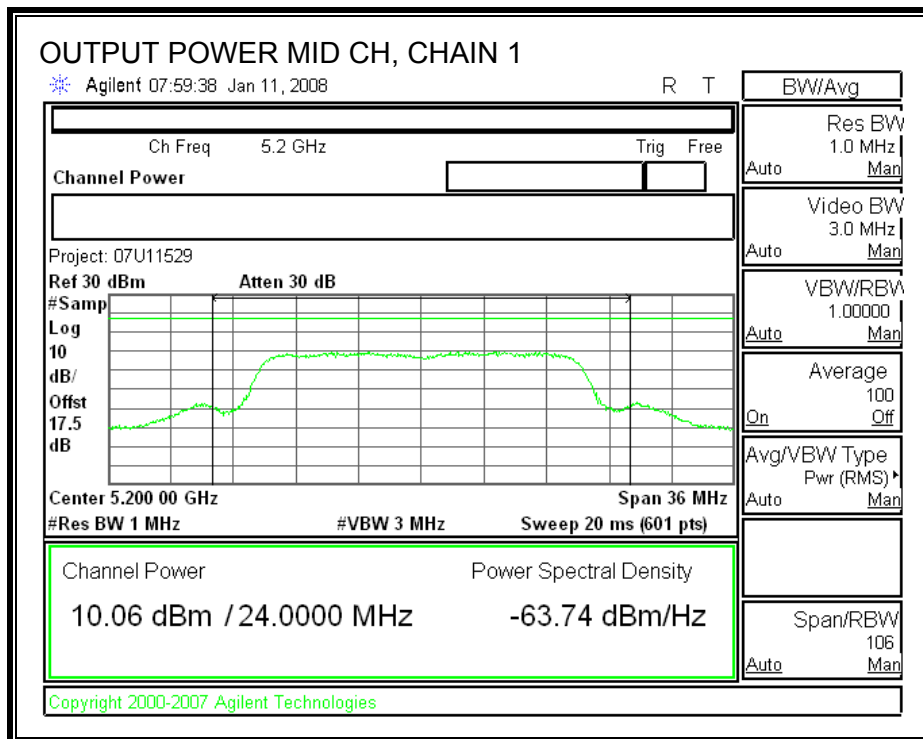 OUTPUT POWER MID CH, CHAIN 1
Agilent 07:59:38 Jan 11, 2008 R T
BW/Avg
Ch Freq 5.2 GHz Trig Free
Channel Power
Project: 07U11529
Ref 30 dBm Atten 30 dB
#Samp
Log
10
dB/
Offst
17.5
dB
Center 5.200 00 GHz Span 36 MHz
#Res BW 1 MHz #VBW 3 MHz Sweep 20 ms (601 pts)
Channel Power Power Spectral Density
10.06 dBm / 24.0000 MHz -63.74 dBm/Hz
Copyright 2000-2007 Agilent Technologies
Res BW
1.0 MHz
Auto Man
Video BW
3.0 MHz
Auto Man
VBW/RBW
1.00000
Auto Man
Average
100
On Off
Avg/VBW Type
Pwr (RMS)
Auto Man
Span/RBW
106
Auto Man